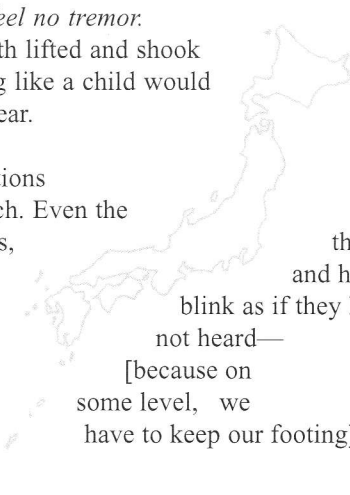 eel no tremor.
th lifted and shook
g like a child would
ear.
tions
ch. Even the
s,
th
and h
blink as if they
not heard—
[because on
some level, we
have to keep our footing]